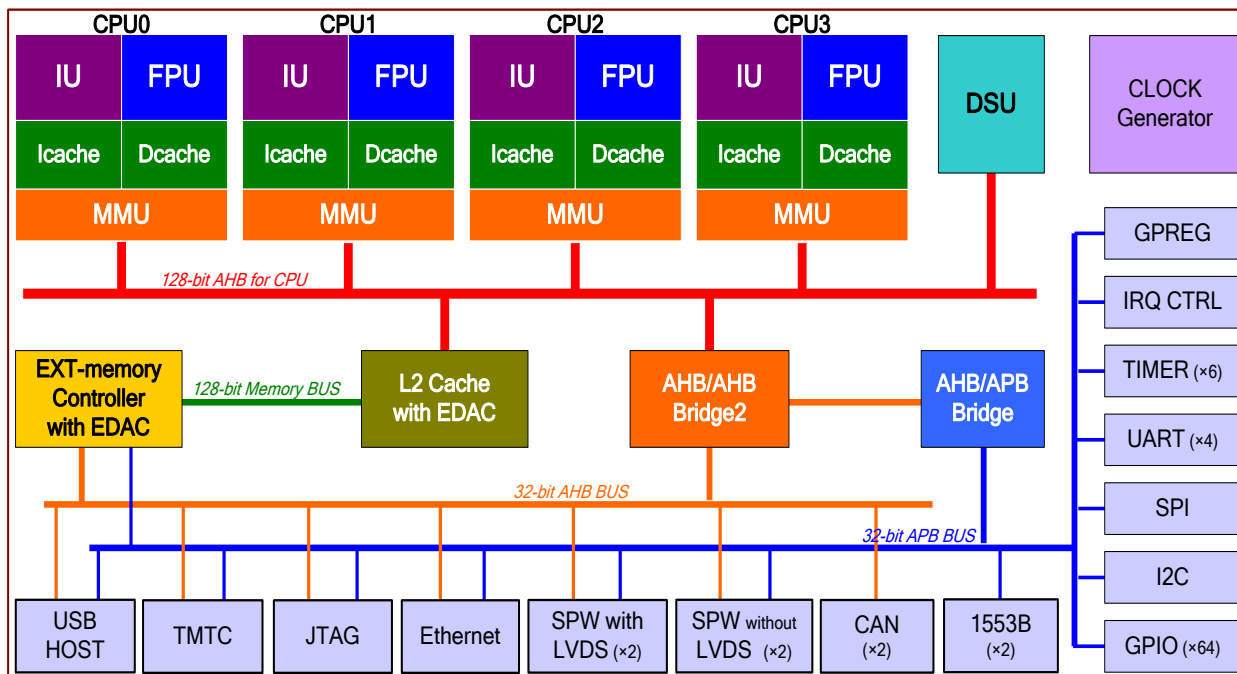 CPU0
CPU1
CPU2
CPU3
IU
FPU
IU
FPU
IU
FPU
IU
FPU
DSU
CLOCK
Generator
Icache
Dcache
Icache
Dcache
Icache
Dcache
Icache
Dcache
MMU
MMU
MMU
MMU
GPREG
128-bit AHB for CPU
IRQ CTRL
EXT-memory
Controller
with EDAC
128-bit Memory BUS
L2 Cache
with EDAC
AHB/AHB
Bridge2
AHB/APB
Bridge
TIMER (×6)
UART (×4)
32-bit AHB BUS
SPI
32-bit APB BUS
I2C
USB
HOST
TMTC
JTAG
Ethernet
SPW with
LVDS (×2)
SPW without
LVDS (×2)
CAN
(×2)
1553B
(×2)
GPIO (×64)